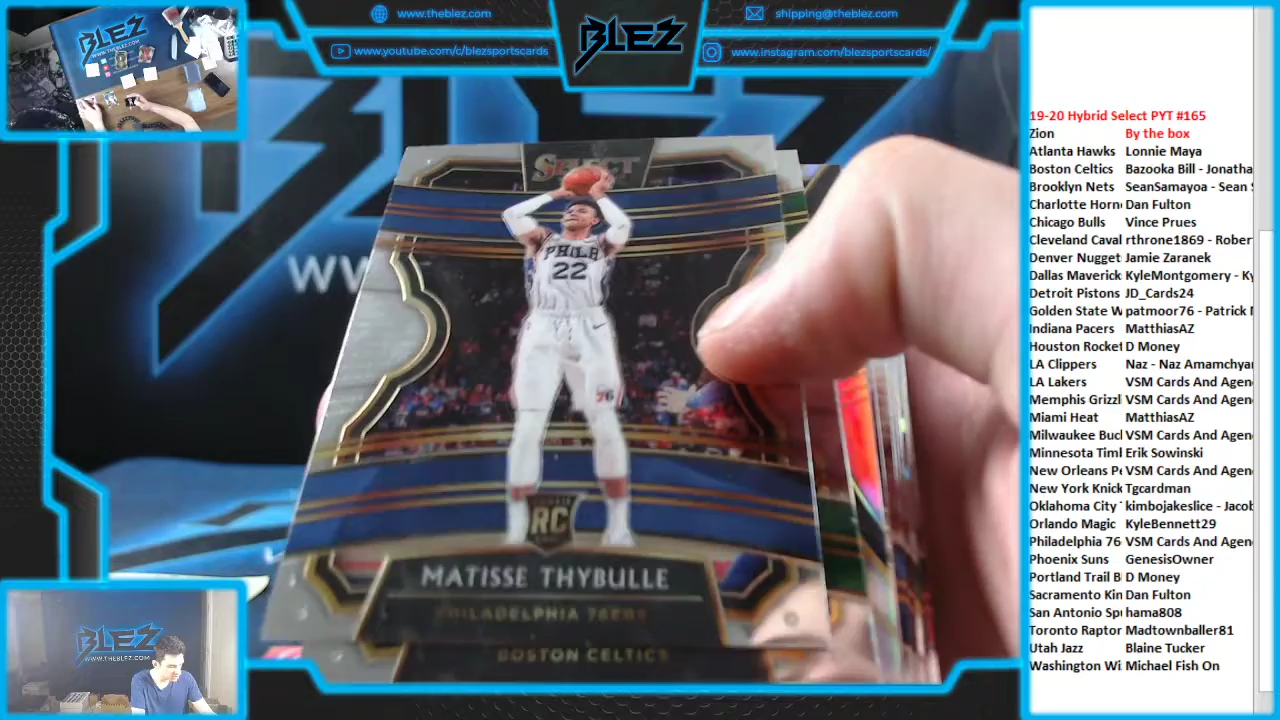 www.theblez.com
www.youtube.com/c/blezsportscards
BLEZ
shipping@theblez.com
www.instagram.com/blezsportscards/
BLEZ
WW
SELECT
PHILA
22
76
RC
MATISSE THYBULLE
PHILADELPHIA 76ERS
BOSTON CELTICS
BLEZ
WWW.THEBLEZ.COM
19-20 Hybrid Select PYT #165
Zion By the box
Atlanta Hawks Lonnie Maya
Boston Celtics Bazooka Bill - Jonatha
Brooklyn Nets SeanSamayoa - Sean S
Charlotte Horn Dan Fulton
Chicago Bulls Vince Prues
Cleveland Caval rthrone1869 - Rober
Denver Nugget Jamie Zaranek
Dallas Maverick KyleMontgomery - Ky
Detroit Pistons JD_Cards24
Golden State W patmoor76 - Patrick M
Indiana Pacers MatthiasAZ
Houston Rocket D Money
LA Clippers Naz - Naz Amamchyan
LA Lakers VSM Cards And Agen
Memphis Grizzl VSM Cards And Agen
Miami Heat MatthiasAZ
Milwaukee Buc VSM Cards And Agen
Minnesota Timl Erik Sowinski
New Orleans Pe VSM Cards And Agen
New York Knick Tgcardman
Oklahoma City kimbojakeslice - Jacob
Orlando Magic KyleBennett29
Philadelphia 76 VSM Cards And Agen
Phoenix Suns GenesisOwner
Portland Trail B D Money
Sacramento Kin Dan Fulton
San Antonio Sp hama808
Toronto Raptor Madtownballer81
Utah Jazz Blaine Tucker
Washington Wi Michael Fish On